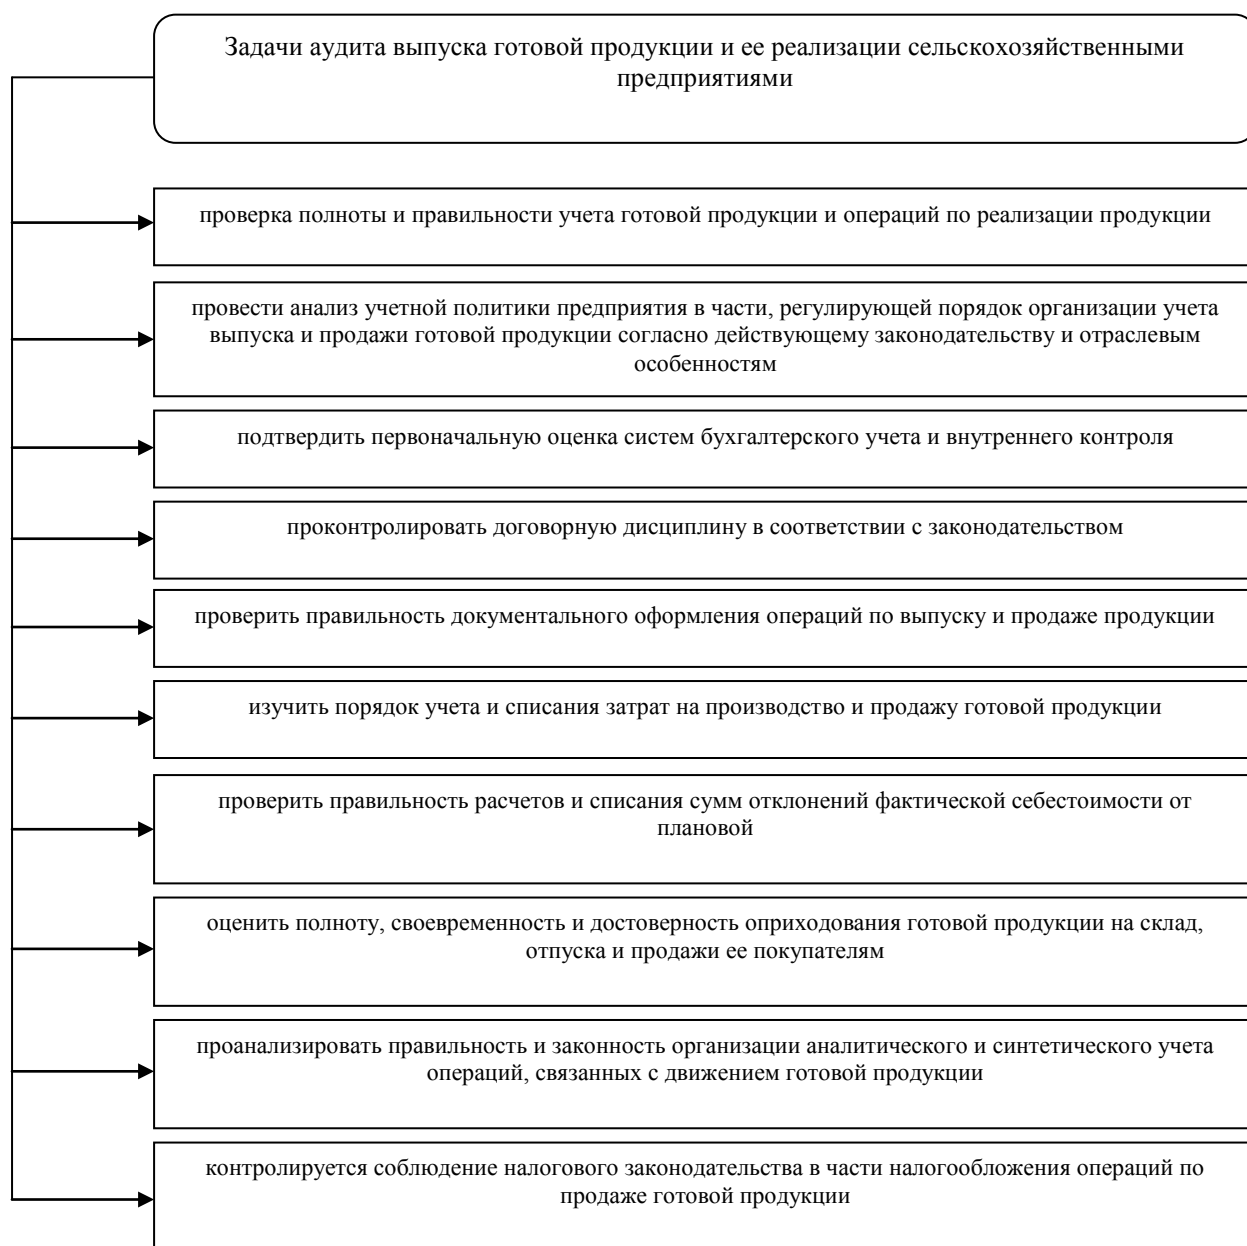 Задачи аудита выпуска готовой продукции и ее реализации сельскохозяйственными
предприятиями
проверка полноты и правильности учета готовой продукции и операций по реализации продукции
провести анализ учетной политики предприятия в части, регулирующей порядок организации учета
выпуска и продажи готовой продукции согласно действующему законодательству и отраслевым
особенностям
подтвердить первоначальную оценка систем бухгалтерского учета и внутреннего контроля
проконтролировать договорную дисциплину в соответствии с законодательством
проверить правильность документального оформления операций по выпуску и продаже продукции
изучить порядок учета и списания затрат на производство и продажу готовой продукции
проверить правильность расчетов и списания сумм отклонений фактической себестоимости от
плановой
оценить полноту, своевременность и достоверность оприходования готовой продукции на склад,
отпуска и продажи ее покупателям
проанализировать правильность и законность организации аналитического и синтетического учета
операций, связанных с движением готовой продукции
контролируется соблюдение налогового законодательства в части налогообложения операций по
продаже готовой продукции